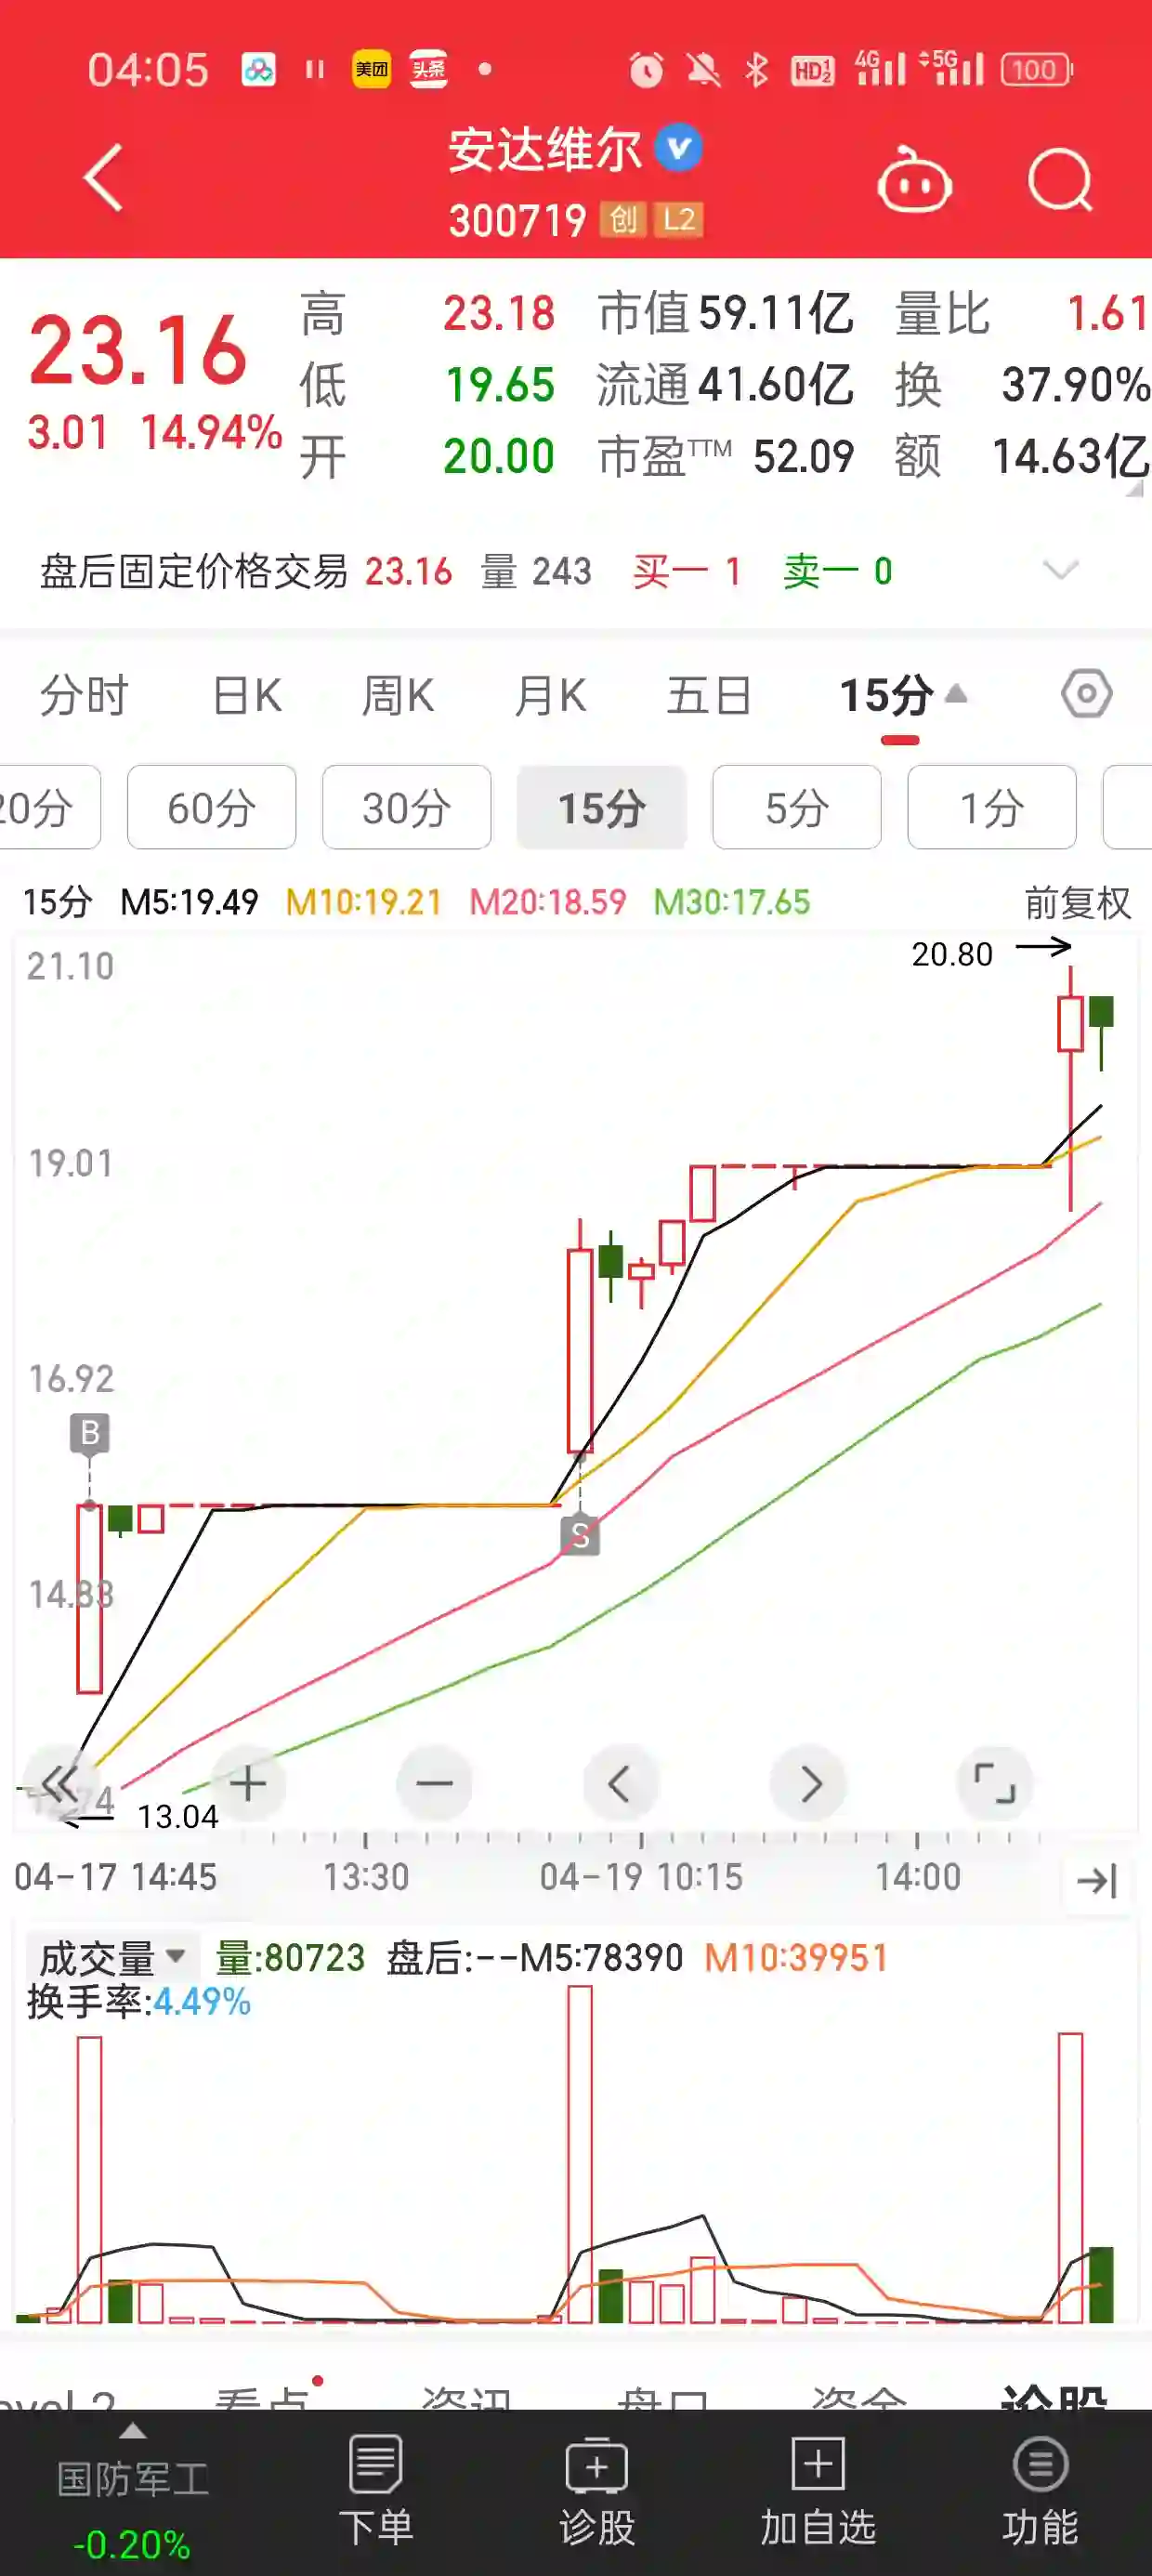 04:05 美团 头条 HD 1 2 4G 5G 100
安达维尔
300719 创 L2
23.16
3.01 14.94%
高 23.18 市值 59.11亿 量比 1.61
低 19.65 流通 41.60亿 换 37.90%
开 20.00 市盈TTM 52.09 额 14.63亿
盘后固定价格交易 23.16 量 243 买一 1 卖一 0
分时 日K 周K 月K 五日 15分
20分 60分 30分 15分 5分 1分
15分 M5:19.49 M10:19.21 M20:18.59 M30:17.65 前复权
21.10
20.80
19.01
16.92
B
S
14.83
13.04
04-17 14:45 13:30 04-19 10:15 14:00
成交量 量:80723 盘后:--M5:78390 M10:39951
换手率:4.49%
看点 资讯 盘口 资金 诊股
国防军工 下单 诊股 加自选 功能
-0.20%